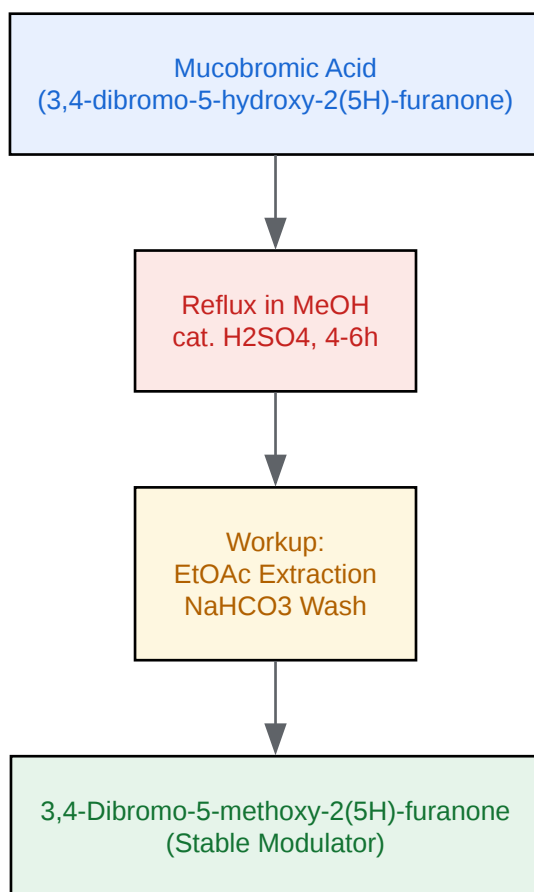 Mucobromic Acid
(3,4-dibromo-5-hydroxy-2(5H)-furanone)
Reflux in MeOH
cat. H2SO4, 4-6h
Workup:
EtOAc Extraction
NaHCO3 Wash
3,4-Dibromo-5-methoxy-2(5H)-furanone
(Stable Modulator)